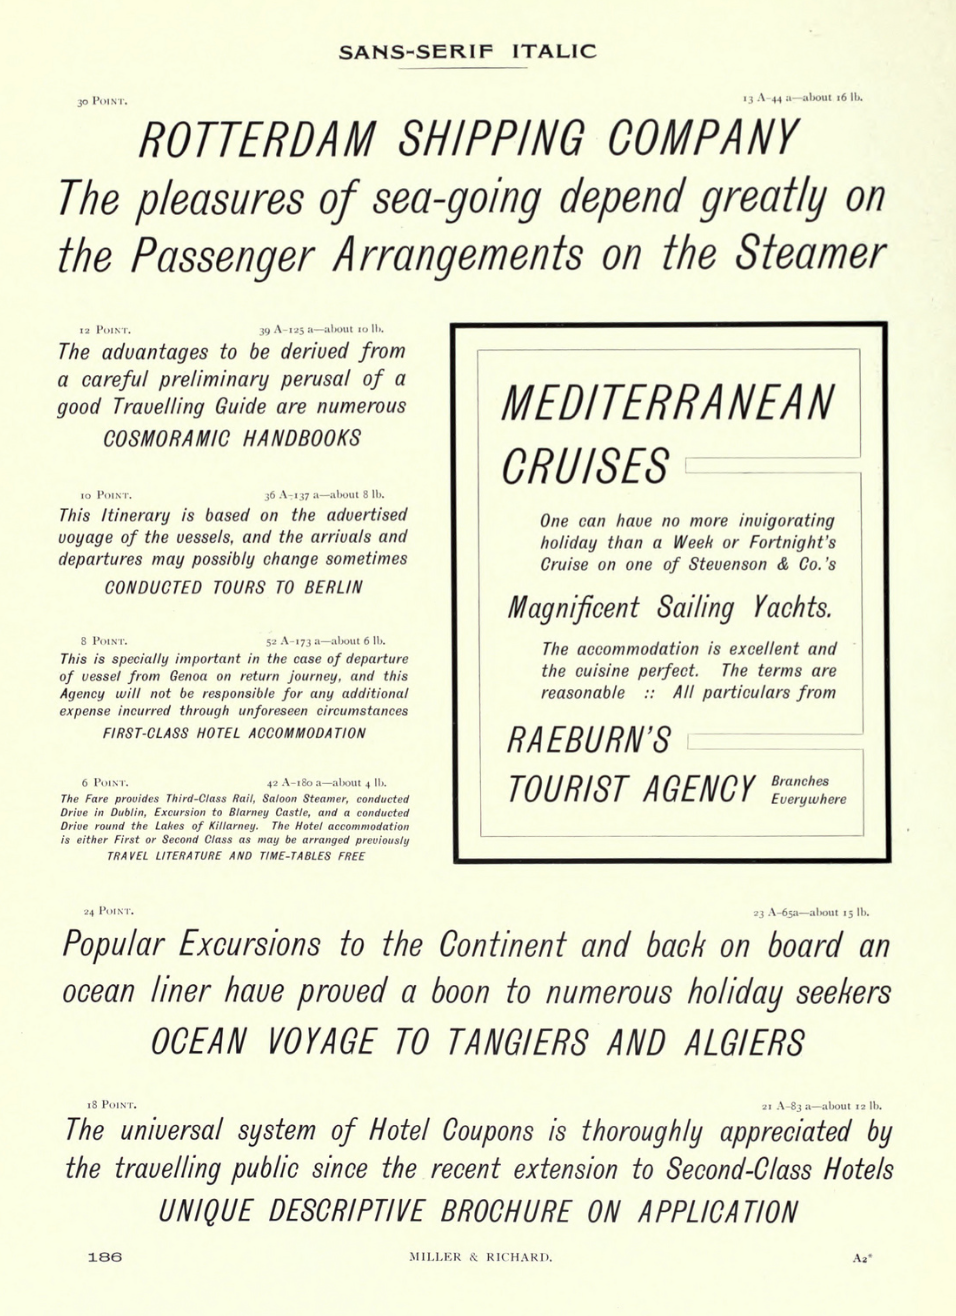 SANS-SERIF ITALIC
30 POINT. 13 A-44 a—about 16 lb.
ROTTERDAM SHIPPING COMPANY
The pleasures of sea-going depend greatly on
the Passenger Arrangements on the Steamer
12 POINT. 39 A-125 a—about 10 lb.
The advantages to be derived from
a careful preliminary perusal of a
good Travelling Guide are numerous
COSMORAMIC HANDBOOKS
10 POINT. 36 A-137 a—about 8 lb.
This Itinerary is based on the advertised
voyage of the vessels, and the arrivals and
departures may possibly change sometimes
CONDUCTED TOURS TO BERLIN
8 POINT. 52 A-173 a—about 6 lb.
This is specially important in the case of departure
of vessel from Genoa on return journey, and this
Agency will not be responsible for any additional
expense incurred through unforeseen circumstances
FIRST-CLASS HOTEL ACCOMMODATION
6 POINT. 42 A-180 a—about 4 lb.
The Fare provides Third-Class Rail, Saloon Steamer, conducted
Drive in Dublin, Excursion to Blarney Castle, and a conducted
Drive round the Lakes of Killarney. The Hotel accommodation
is either First or Second Class as may be arranged previously
TRAVEL LITERATURE AND TIME-TABLES FREE
MEDITERRANEAN
CRUISES
One can have no more invigorating
holiday than a Week or Fortnight's
Cruise on one of Stevenson & Co.'s
Magnificent Sailing Yachts.
The accommodation is excellent and
the cuisine perfect. The terms are
reasonable :: All particulars from
RAEBURN'S
TOURIST AGENCY Branches
Everywhere
24 POINT. 23 A-65a—about 15 lb.
Popular Excursions to the Continent and back on board an
ocean liner have proved a boon to numerous holiday seekers
OCEAN VOYAGE TO TANGIERS AND ALGIERS
18 POINT. 21 A-83 a—about 12 lb.
The universal system of Hotel Coupons is thoroughly appreciated by
the travelling public since the recent extension to Second-Class Hotels
UNIQUE DESCRIPTIVE BROCHURE ON APPLICATION
186 MILLER & RICHARD. A2*